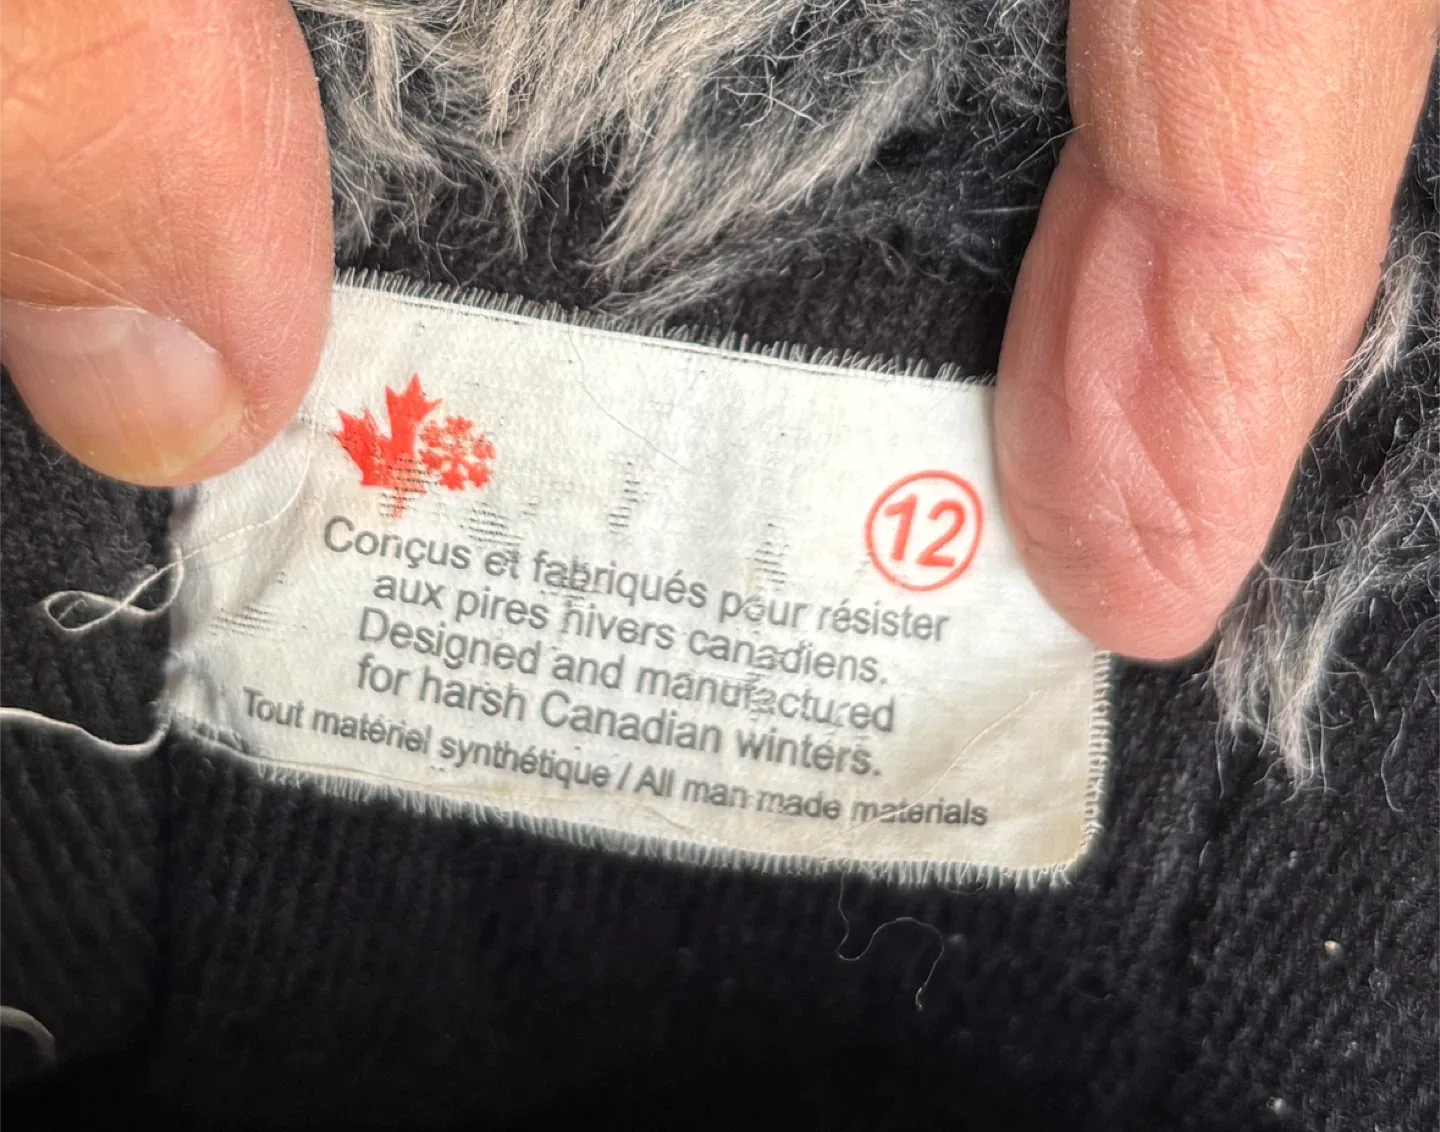 12
Conçus et fabriqués pour résister
aux pires hivers canadiens.
Designed and manufactured
for harsh Canadian winters.
Tout matériel synthétique / All man made materials